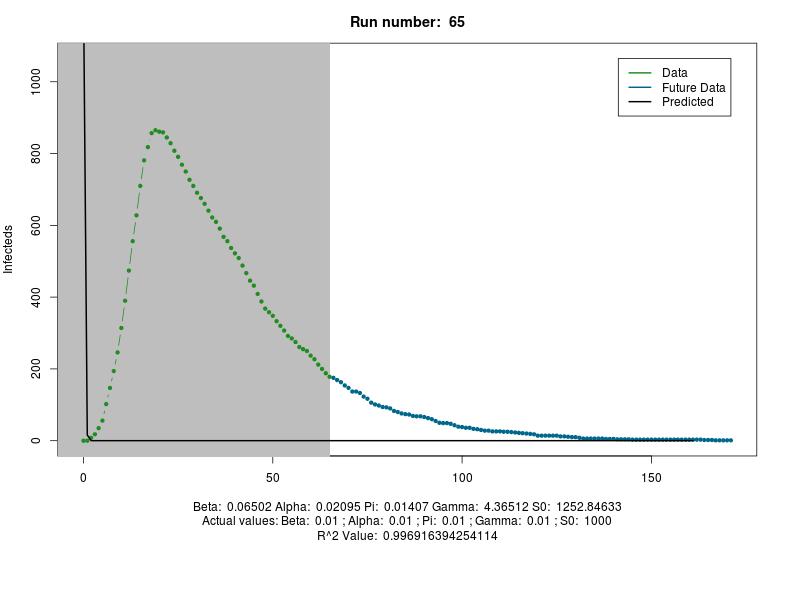 Run number: 65
Data
Future Data
Predicted
Infecteds
1000
800
600
400
200
0
0 50 100 150
Beta: 0.06502 Alpha: 0.02095 Pi: 0.01407 Gamma: 4.36512 S0: 1252.84633
Actual values: Beta: 0.01 ; Alpha: 0.01 ; Pi: 0.01 ; Gamma: 0.01 ; S0: 1000
R^2 Value: 0.996916394254114